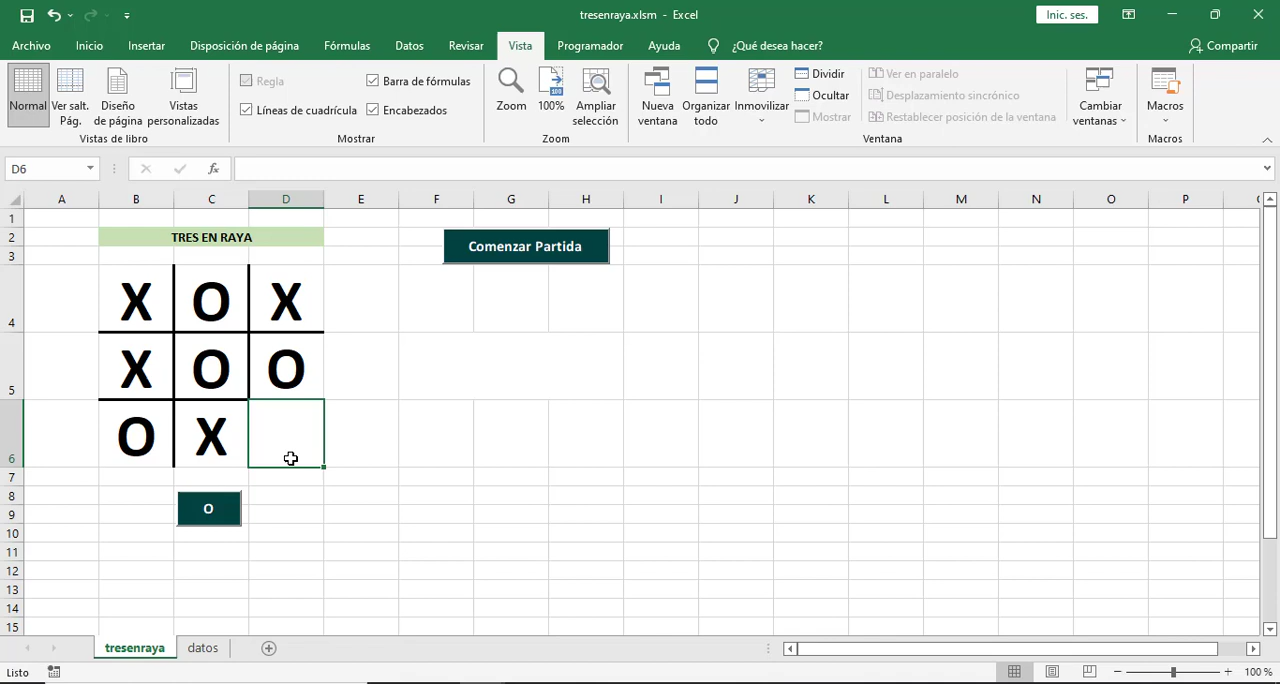 tresenraya.xlsm - Excel
Inic. ses.
Archivo Inicio Insertar Disposición de página Fórmulas Datos Revisar Vista Programador Ayuda ¿Qué desea hacer? Compartir
Normal
Ver salt. Pág.
Diseño de página
Vistas personalizadas
Vistas de libro
Regla
Barra de fórmulas
Líneas de cuadrícula
Encabezados
Mostrar
Zoom
100%
Ampliar selección
Zoom
Nueva ventana
Organizar todo
Inmovilizar
Dividir
Ocultar
Mostrar
Ver en paralelo
Desplazamiento sincrónico
Restablecer posición de la ventana
Ventana
Cambiar ventanas
Macros
Macros
D6
fx
A B C D E F G H I J K L M N O P
1
2 TRES EN RAYA
Comenzar Partida
3
4 X O X
5 X O O
6 O X
7
8
O
9
10
11
12
13
14
15
tresenraya datos
Listo
100 %